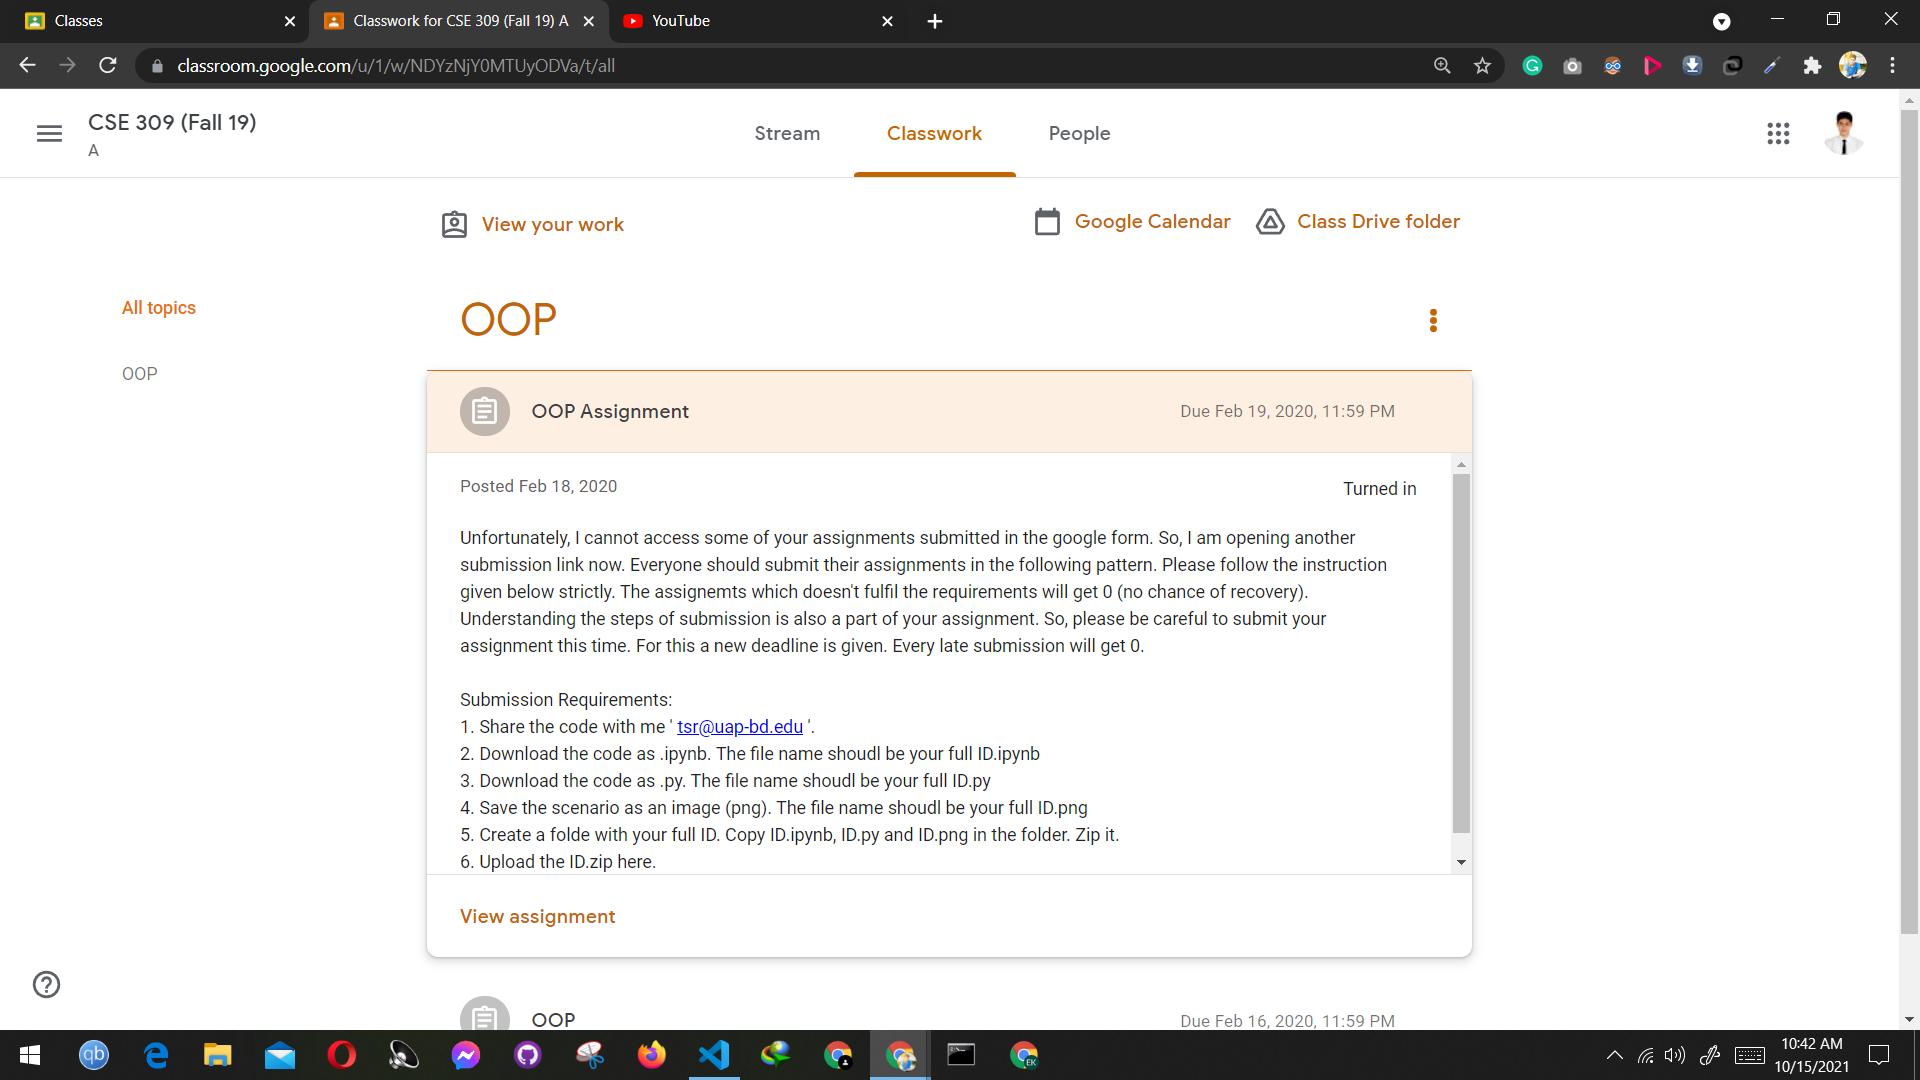 Classes
Classwork for CSE 309 (Fall 19) A
YouTube
classroom.google.com/u/1/w/NDYzNjY0MTUyODVa/t/all
CSE 309 (Fall 19)
A
Stream
Classwork
People
View your work
Google Calendar
Class Drive folder
All topics
OOP
OOP
OOP Assignment
Due Feb 19, 2020, 11:59 PM
Posted Feb 18, 2020
Turned in
Unfortunately, I cannot access some of your assignments submitted in the google form. So, I am opening another
submission link now. Everyone should submit their assignments in the following pattern. Please follow the instruction
given below strictly. The assignemts which doesn't fulfil the requirements will get 0 (no chance of recovery).
Understanding the steps of submission is also a part of your assignment. So, please be careful to submit your
assignment this time. For this a new deadline is given. Every late submission will get 0.
Submission Requirements:
1. Share the code with me ' tsr@uap-bd.edu '.
2. Download the code as .ipynb. The file name shoudl be your full ID.ipynb
3. Download the code as .py. The file name shoudl be your full ID.py
4. Save the scenario as an image (png). The file name shoudl be your full ID.png
5. Create a folde with your full ID. Copy ID.ipynb, ID.py and ID.png in the folder. Zip it.
6. Upload the ID.zip here.
View assignment
OOP
Due Feb 16, 2020, 11:59 PM
qb
EK
10:42 AM
10/15/2021